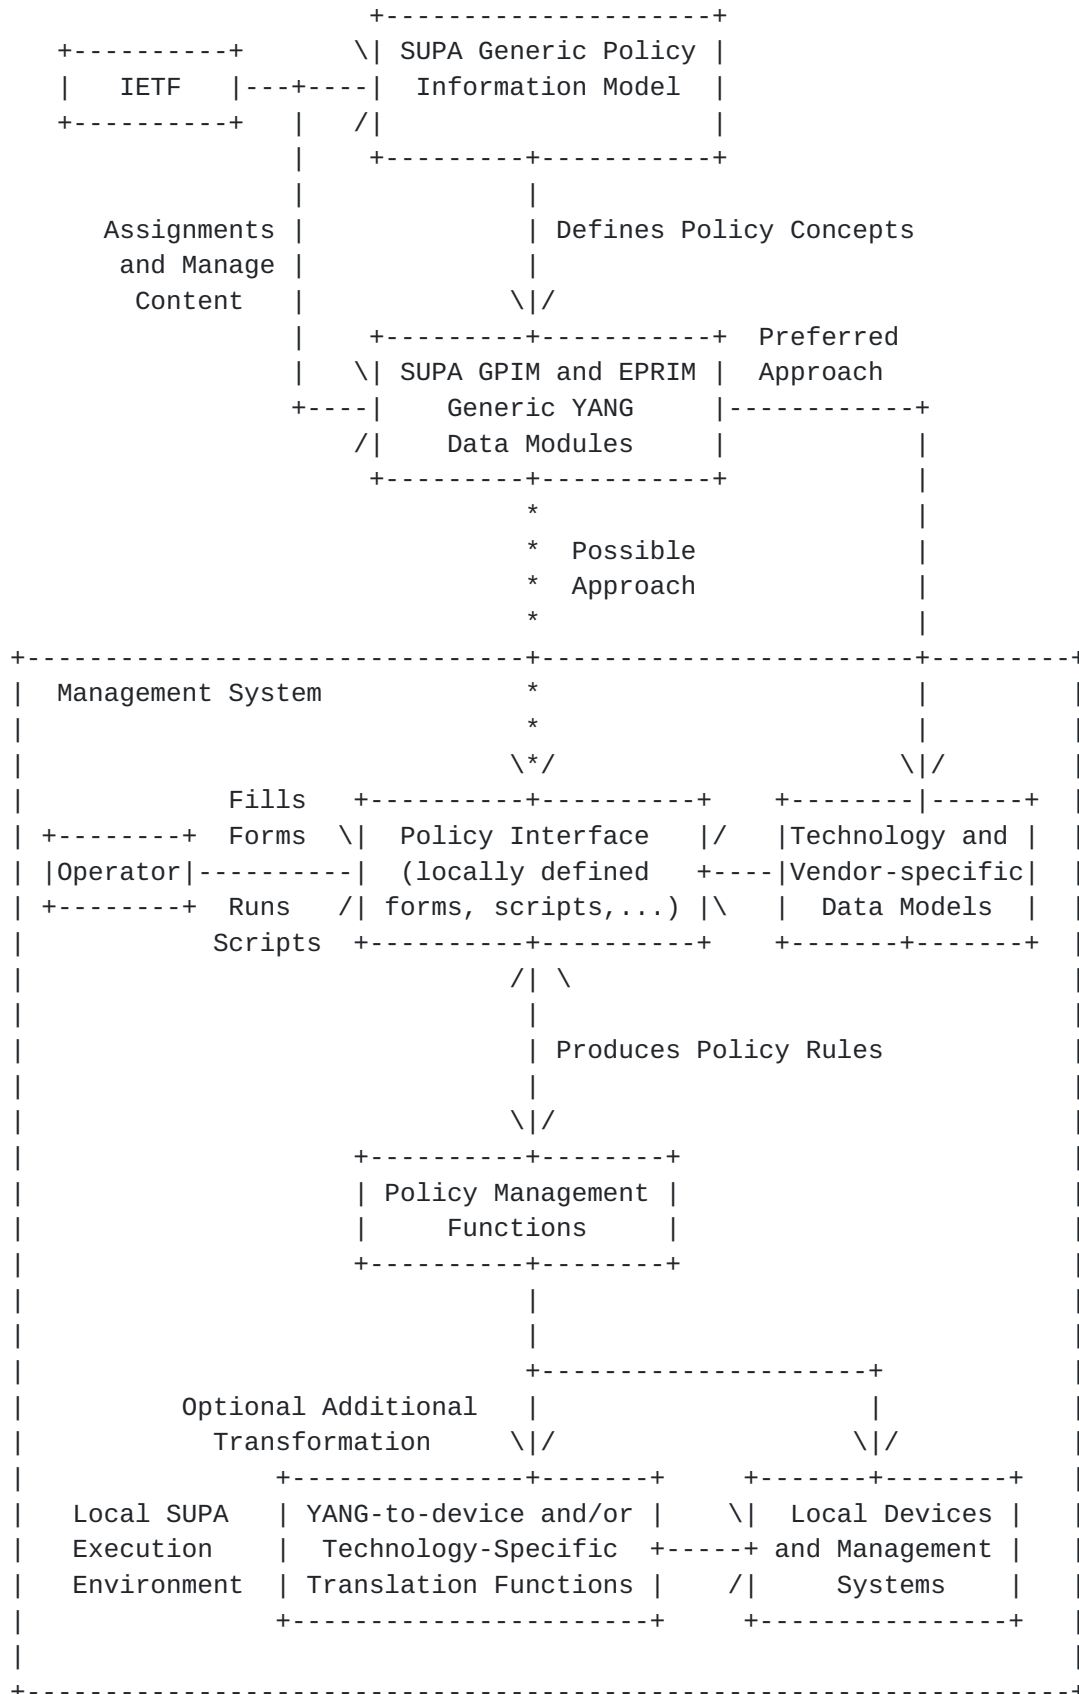 SUPA Generic Policy
IETF
Information Model
Assignments
Defines Policy Concepts
and Manage
Content
Preferred
SUPA GPIM and EPRIM
Approach
Generic YANG
Data Modules
Possible
Approach
Management System
Fills
Forms
Policy Interface
Technology and
Operator
(locally defined
Vendor-specific
Runs
forms, scripts,...)
Data Models
Scripts
Produces Policy Rules
Policy Management
Functions
Optional Additional
Transformation
Local SUPA
YANG-to-device and/or
Local Devices
Execution
Technology-Specific
and Management
Environment
Translation Functions
Systems